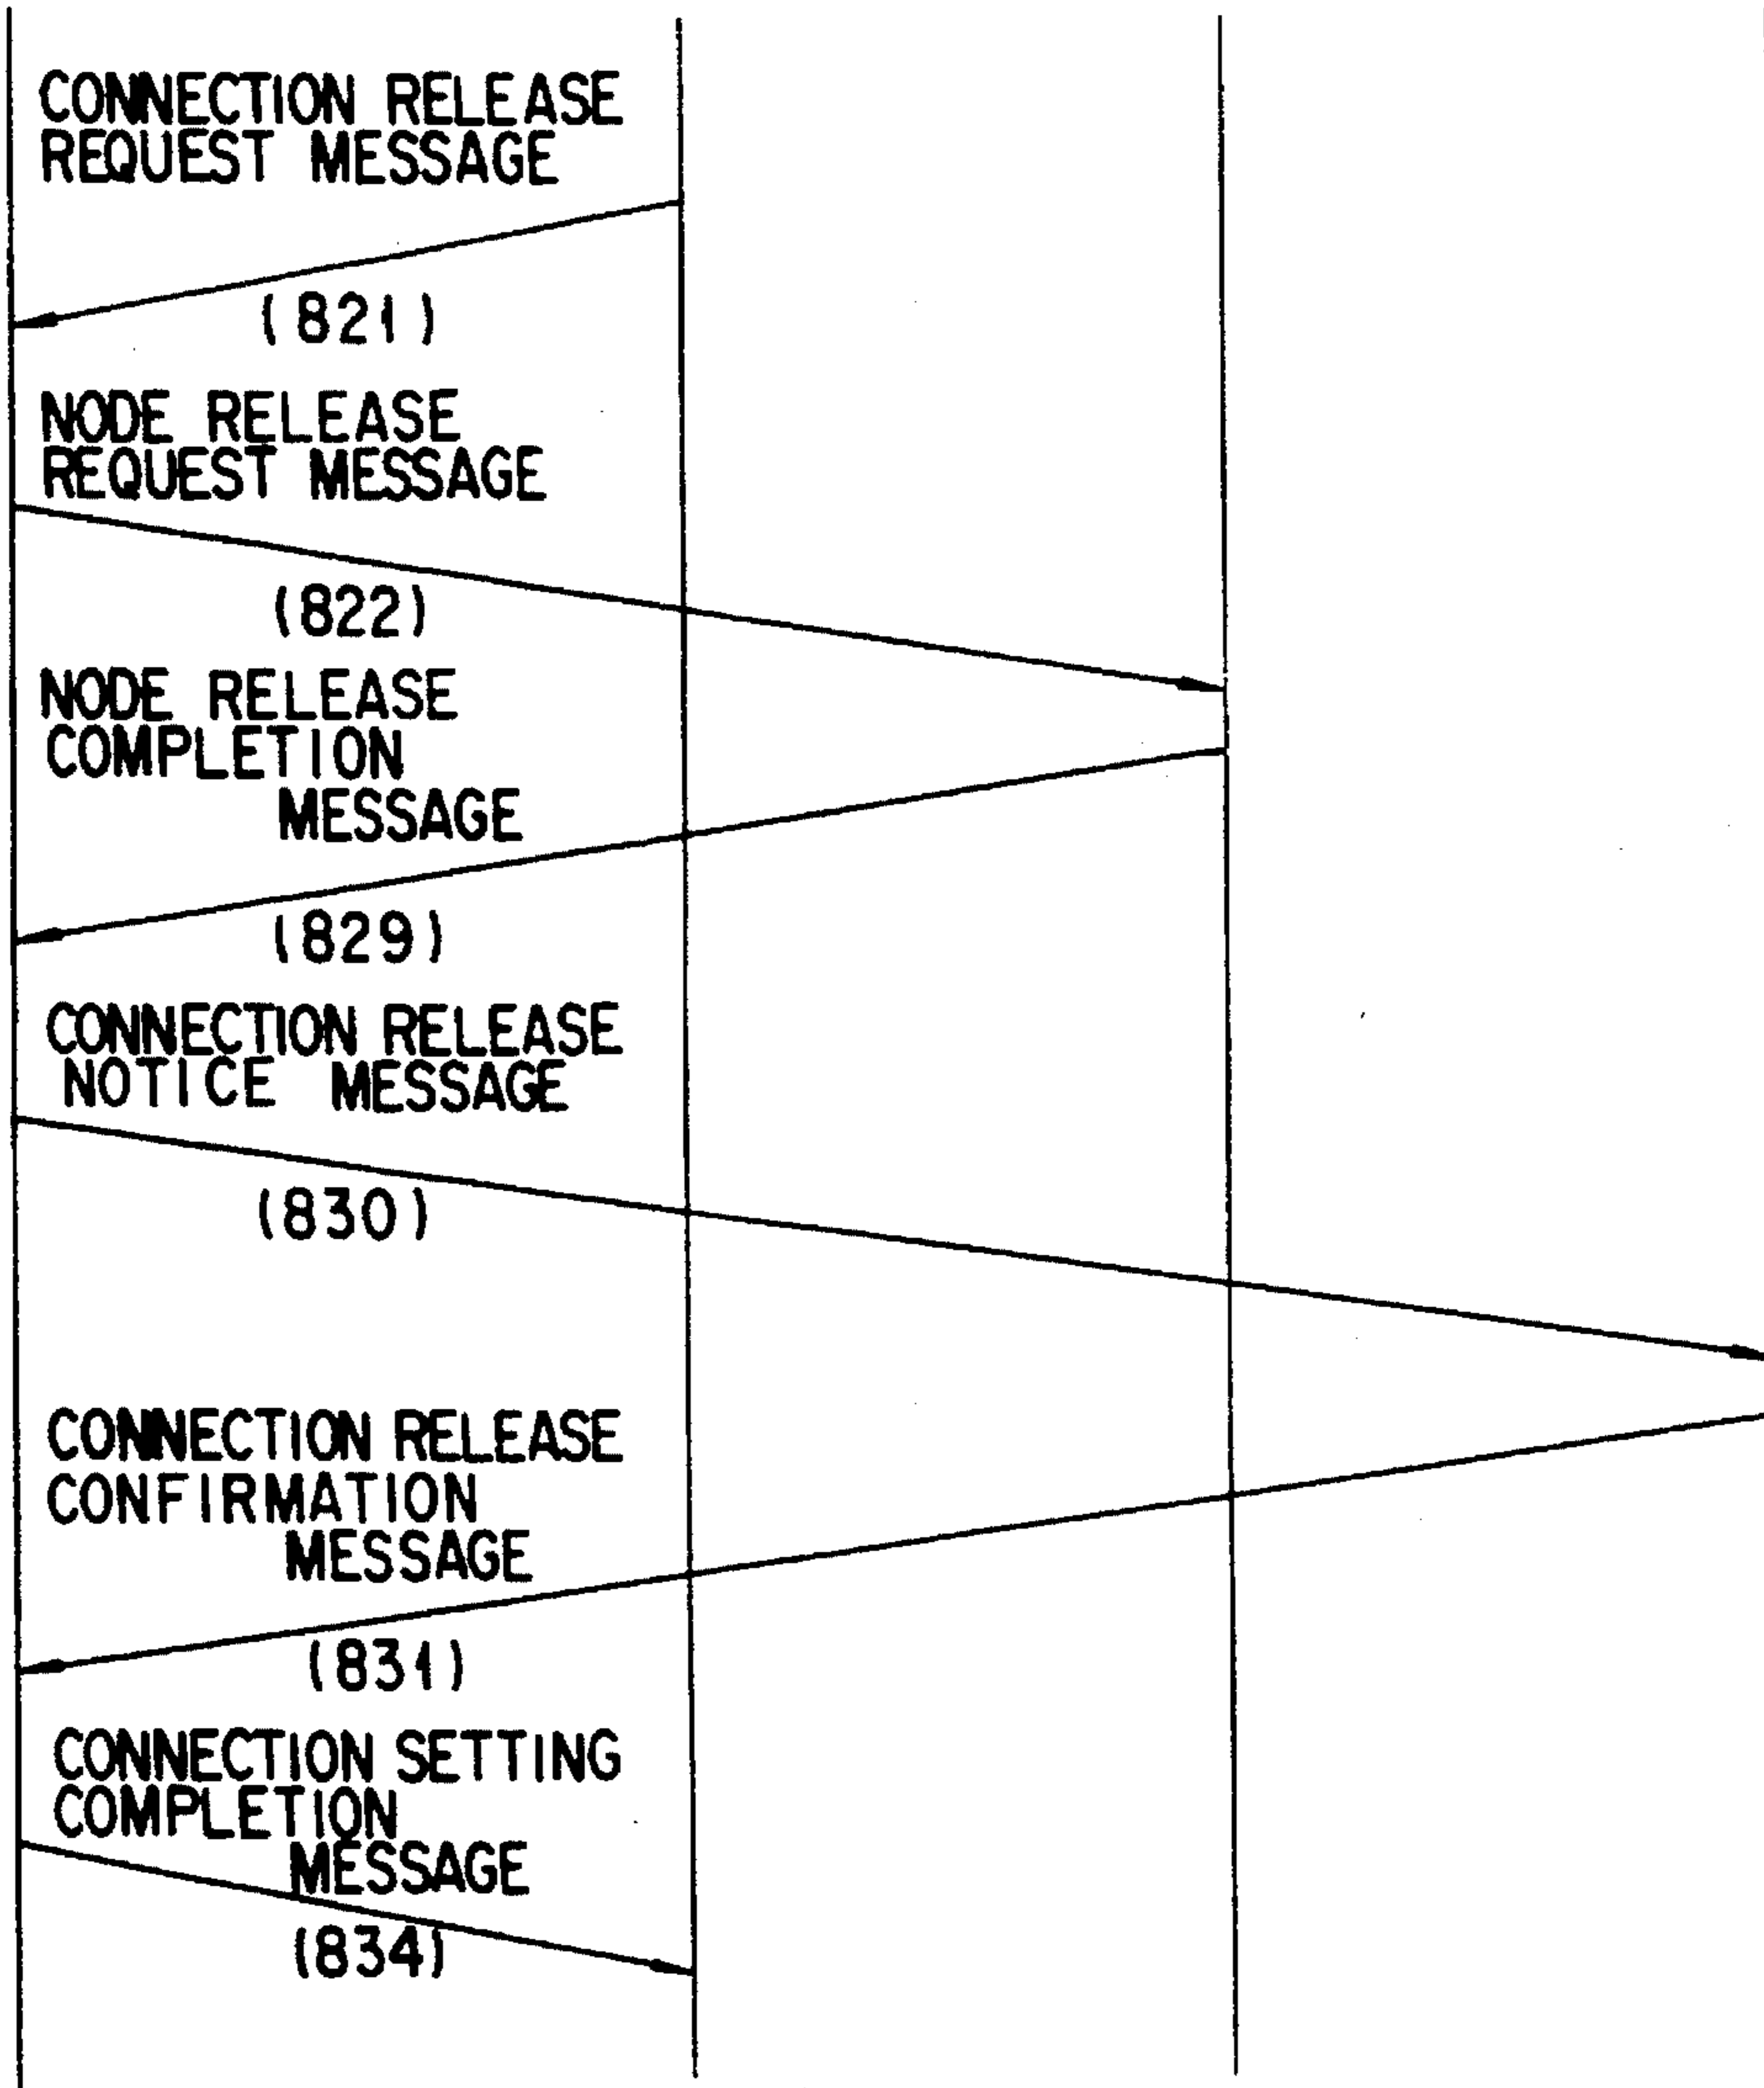 CONNECTION RELEASE
REQUEST MESSAGE
(821)
NODE RELEASE
REQUEST MESSAGE
(822)
NODE RELEASE
COMPLETION
MESSAGE
(829)
CONNECTION RELEASE
NOTICE MESSAGE
(830)
CONNECTION RELEASE
CONFIRMATION
MESSAGE
(831)
CONNECTION SETTING
COMPLETION
MESSAGE
(834)